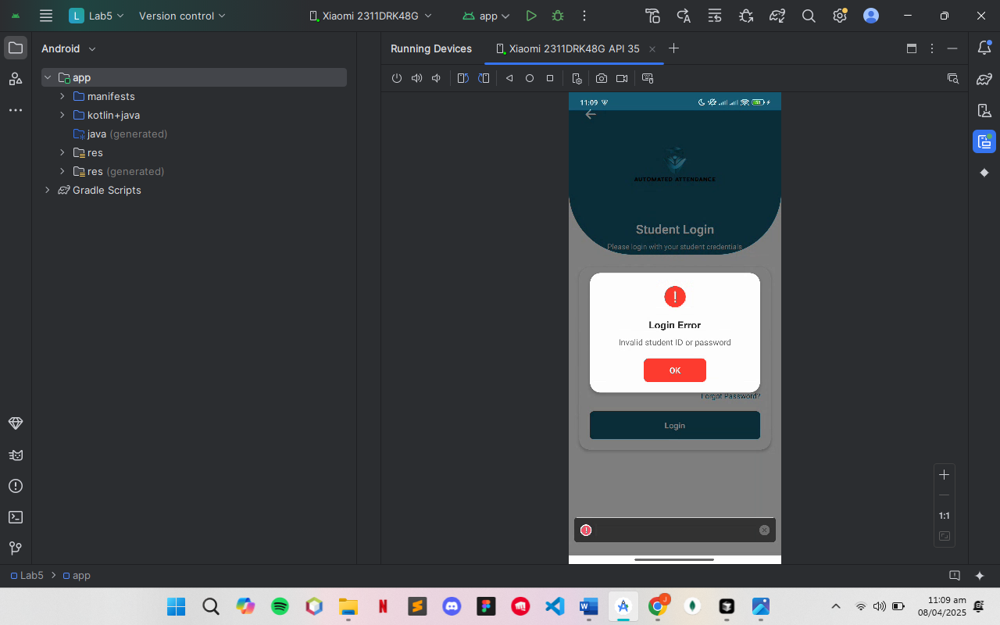 L Lab5 Version control Xiaomi 2311DRK48G app
Android
app
manifests
kotlin+java
java (generated)
res
res (generated)
Gradle Scripts
Running Devices Xiaomi 2311DRK48G API 35
11:09
AUTOMATED ATTENDANCE
Student Login
Please login with your student credentials
Login Error
Invalid student ID or password
OK
Forgot Password?
Login
1:1
Lab5 > app
11:09 am
08/04/2025